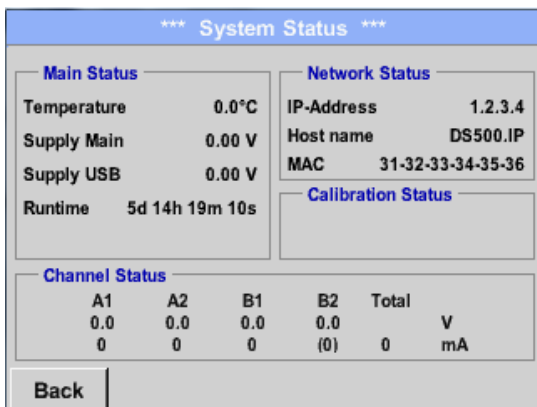 *** System Status ***
Main Status
Temperature 0.0°C
Supply Main 0.00 V
Supply USB 0.00 V
Runtime 5d 14h 19m 10s
Network Status
IP-Address 1.2.3.4
Host name DS500.IP
MAC 31-32-33-34-35-36
Calibration Status
Channel Status
A1 A2 B1 B2 Total
0.0 0.0 0.0 0.0 V
0 0 0 (0) 0 mA
Back